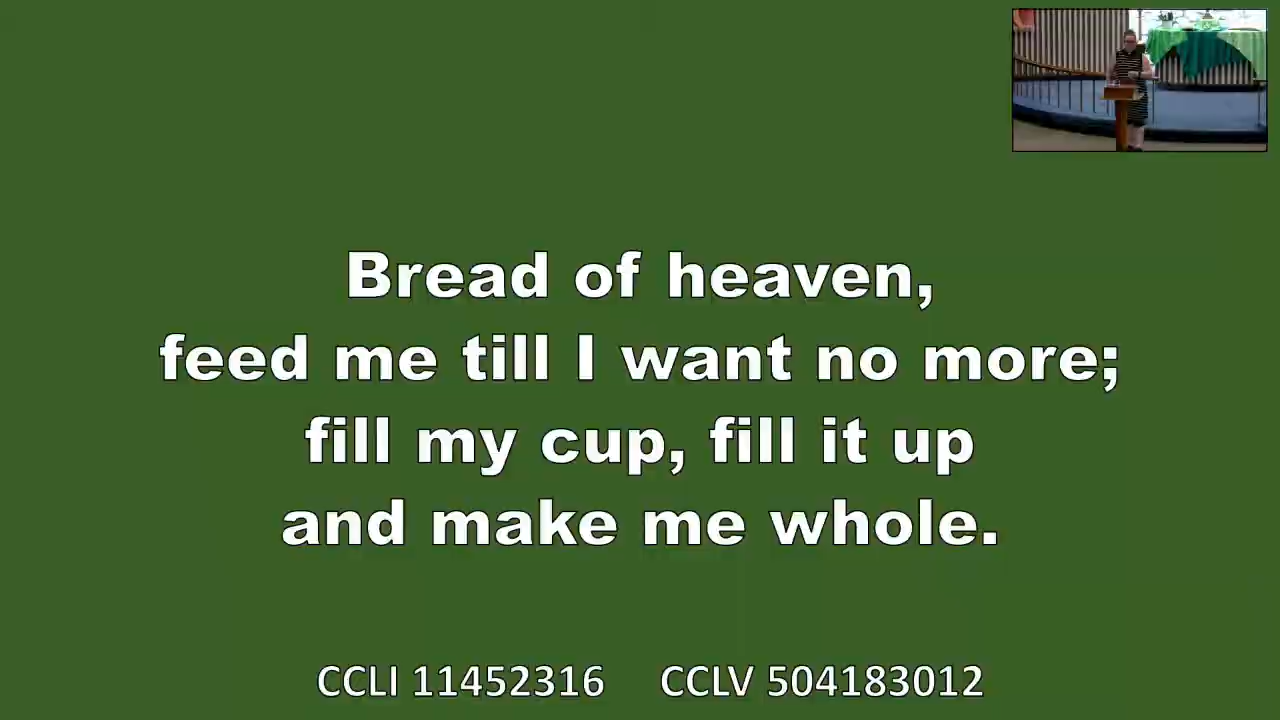 Bread of heaven,
feed me till I want no more;
fill my cup, fill it up
and make me whole.
CCLI 11452316 CCLV 504183012